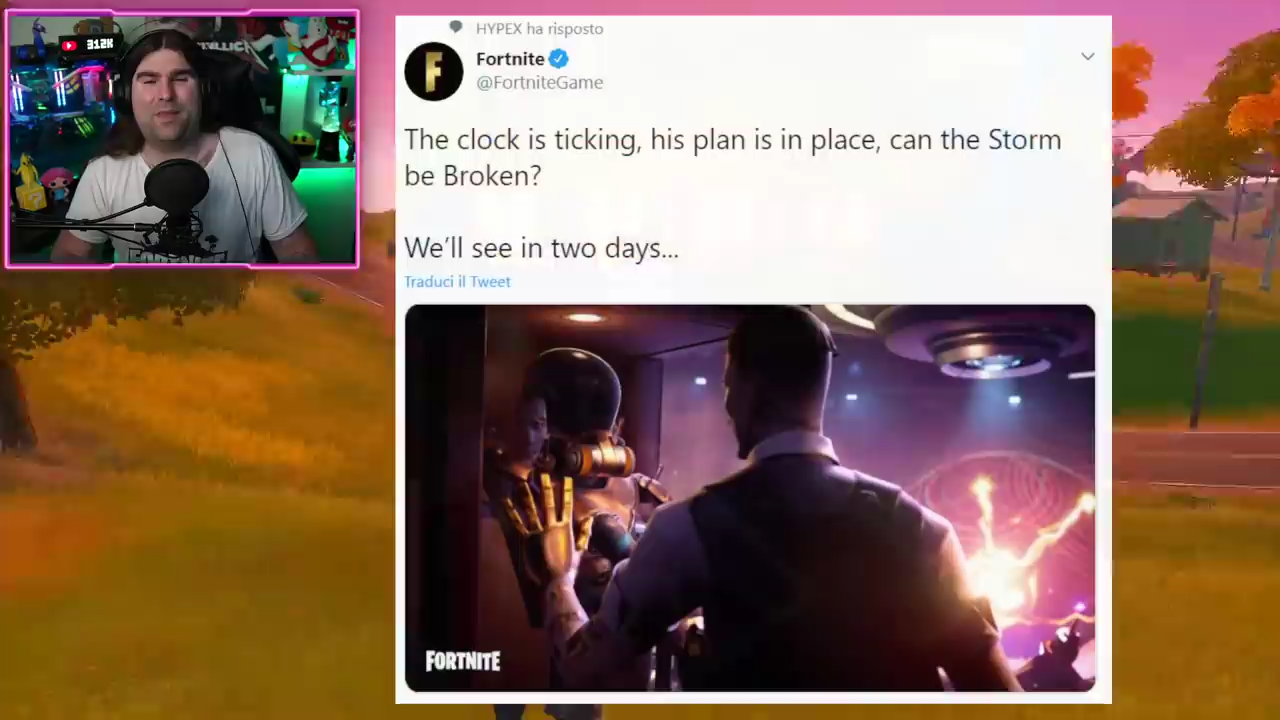 312K
METALLICA
HYPEX ha risposto
Fortnite
@FortniteGame
The clock is ticking, his plan is in place, can the Storm
be Broken?
We'll see in two days...
Traduci il Tweet
FORTNITE